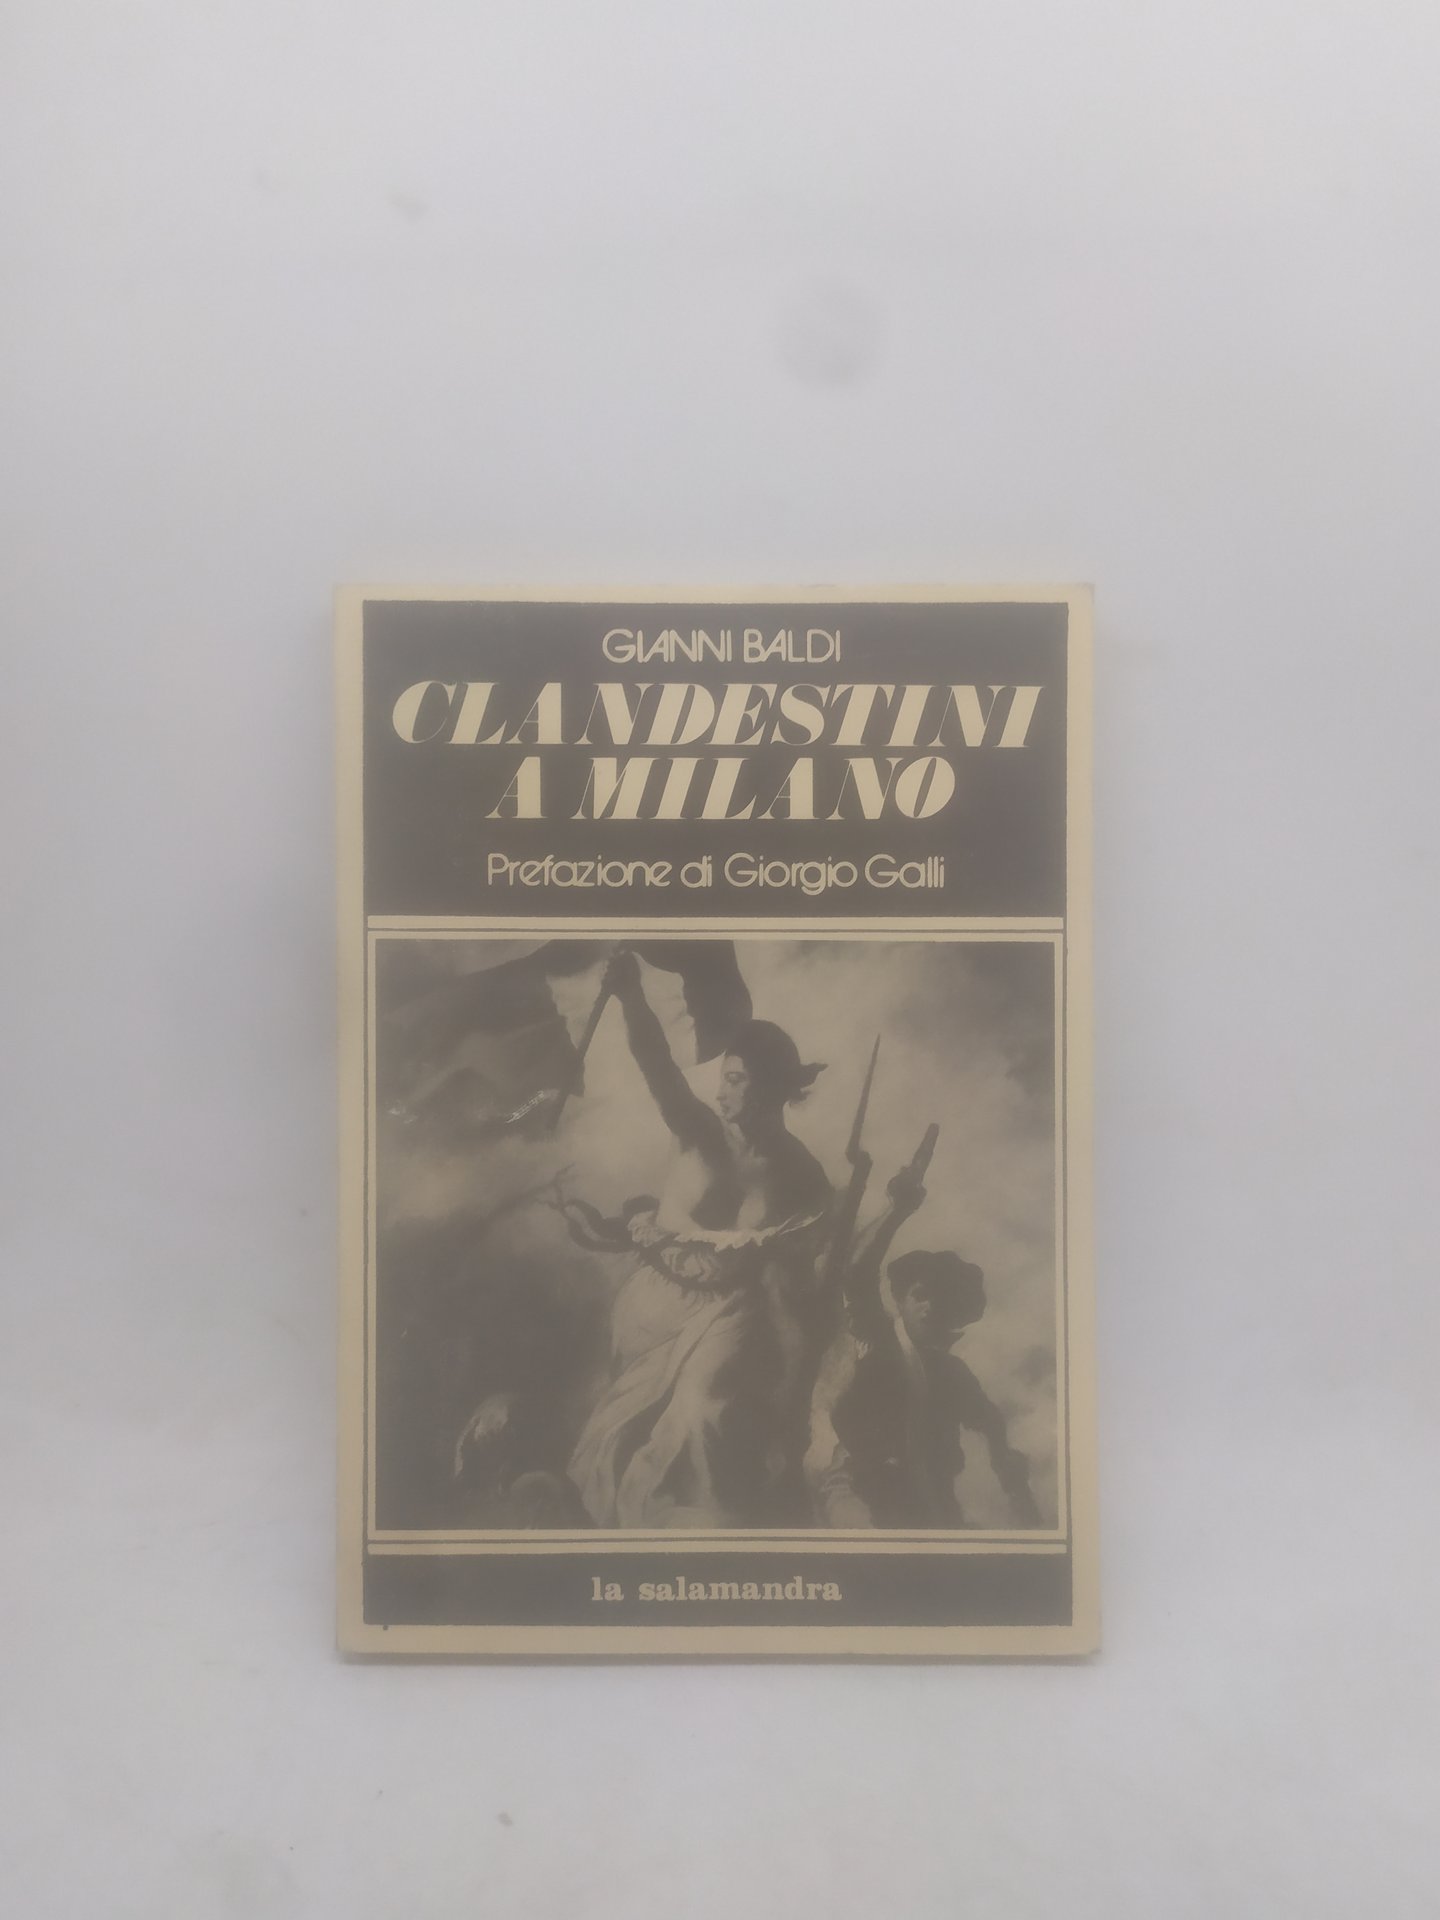 GIANNI BALDI
CLANDESTINI
A MILANO
Prefazione di Giorgio Galli
la salamandra